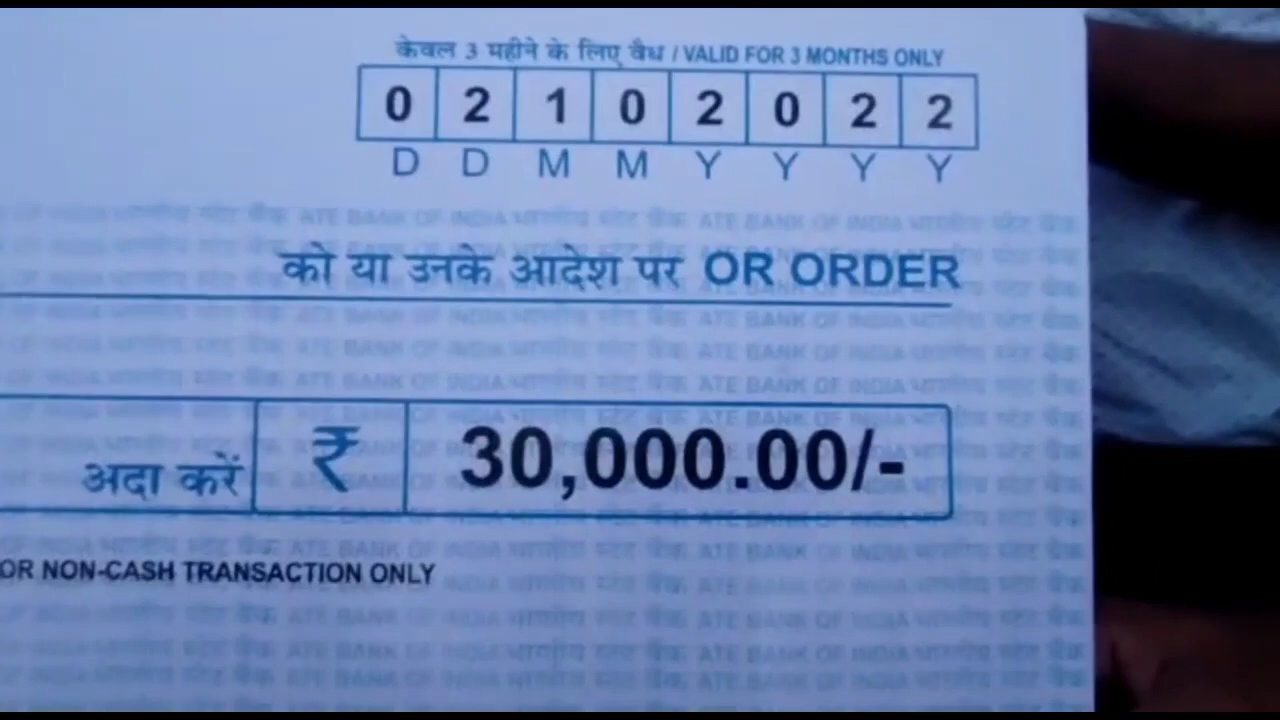 केवल 3 महीने के लिए वैध / VALID FOR 3 MONTHS ONLY
0 2 1 0 2 0 2 2
D D M M Y Y Y Y
को या उनके आदेश पर OR ORDER
अदा करें ₹ 30,000.00/-
OR NON-CASH TRANSACTION ONLY